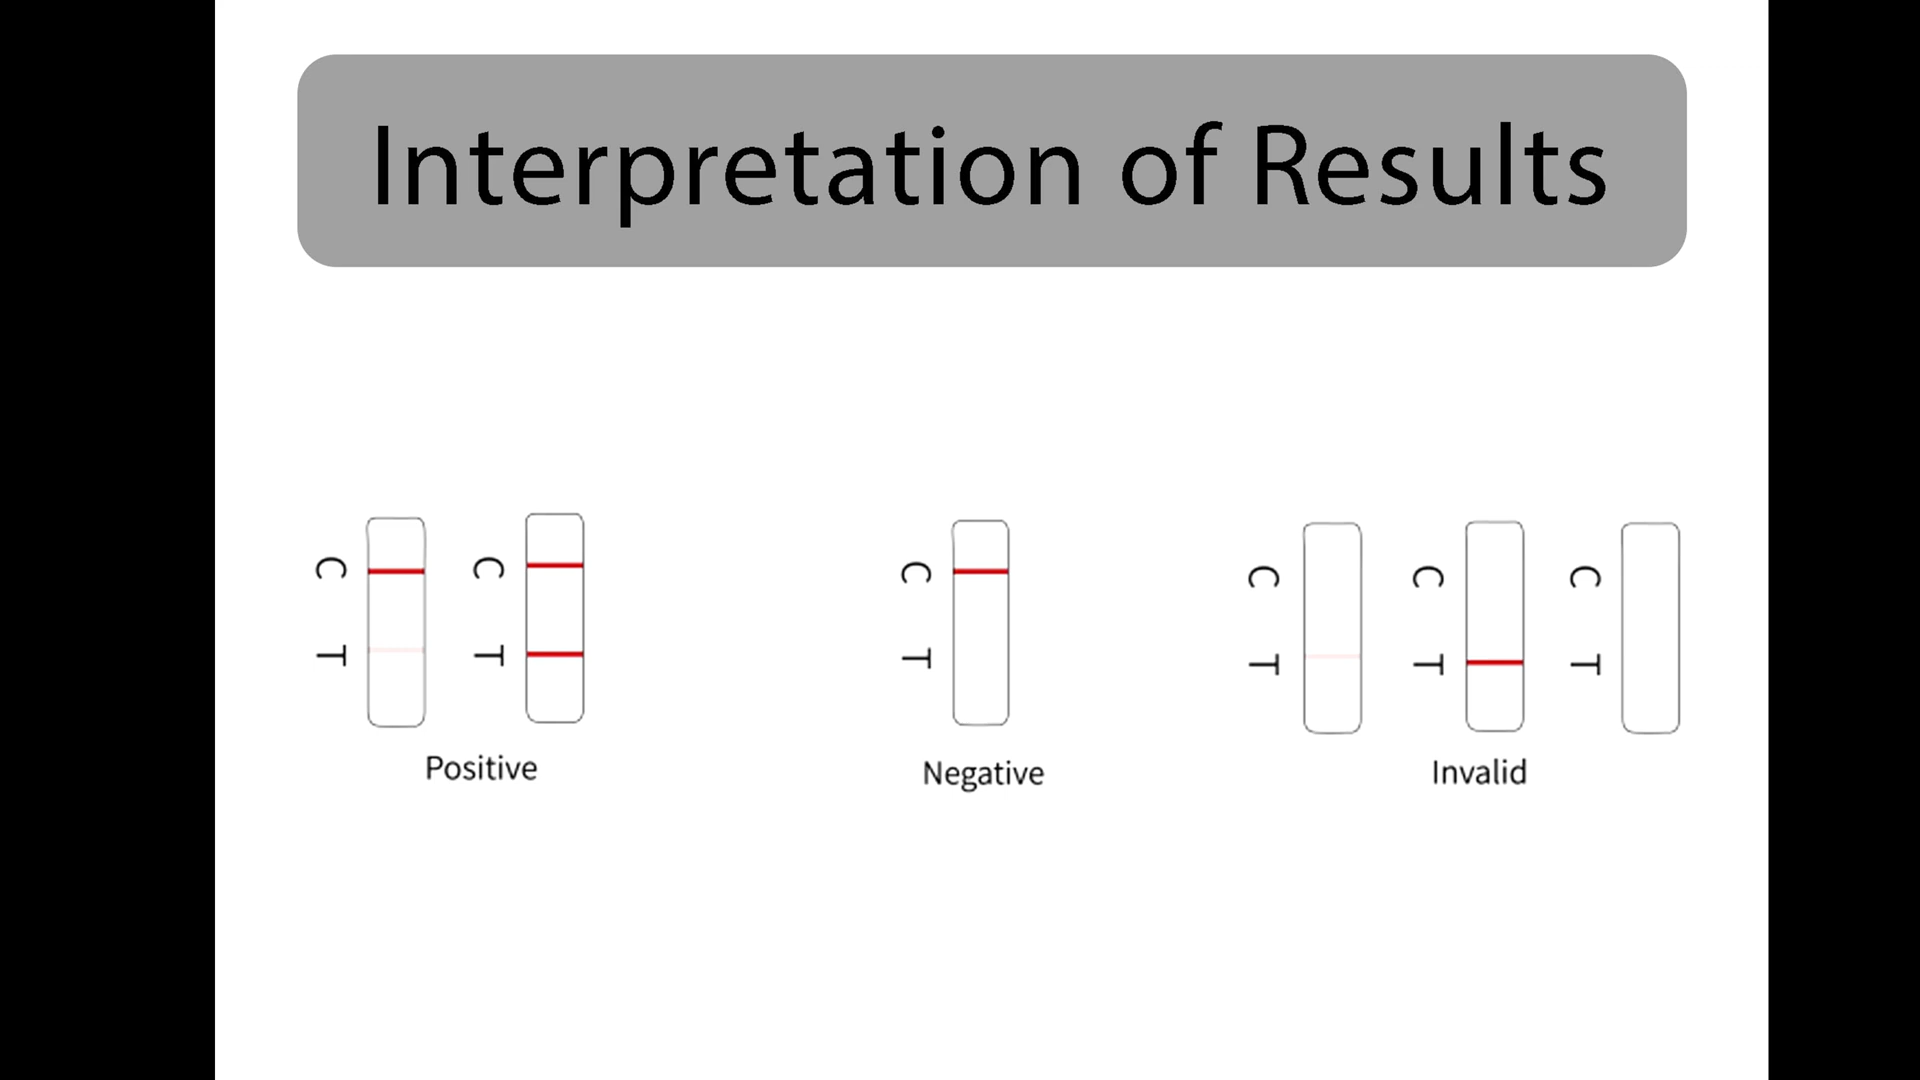 Interpretation of Results
C C C C C C
T T T T T T
Positive Negative Invalid